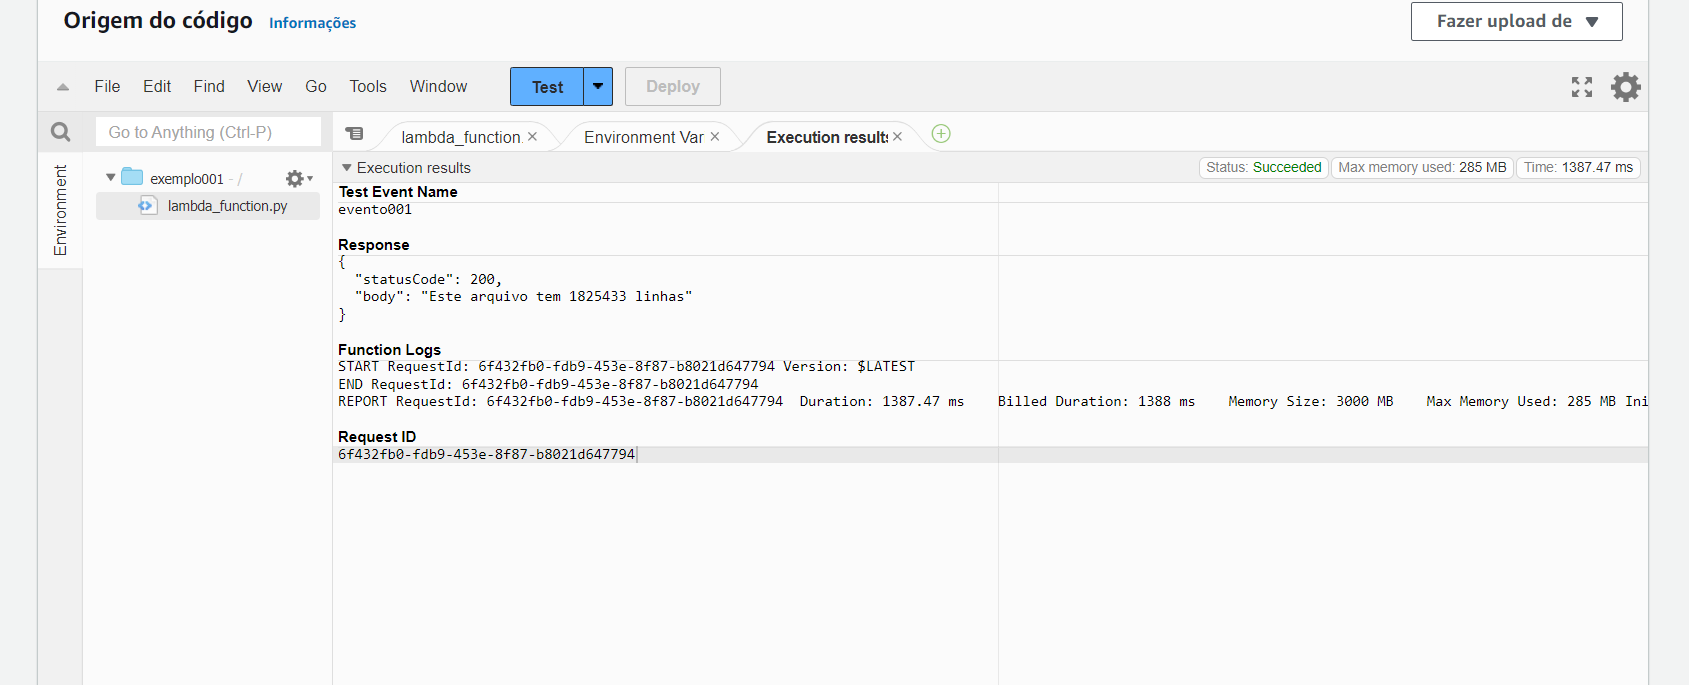 Origem do código Informações
Fazer upload de
File Edit Find View Go Tools Window Test Deploy
Go to Anything (Ctrl-P)
lambda_function. Environment Var Execution results
Environment
exemplo001 - /
lambda_function.py
Execution results Status: Succeeded Max memory used: 285 MB Time: 1387.47 ms
Test Event Name
evento001
Response
{
"statusCode": 200,
"body": "Este arquivo tem 1825433 linhas"
}
Function Logs
START RequestId: 6f432fb0-fdb9-453e-8f87-b8021d647794 Version: $LATEST
END RequestId: 6f432fb0-fdb9-453e-8f87-b8021d647794
REPORT RequestId: 6f432fb0-fdb9-453e-8f87-b8021d647794 Duration: 1387.47 ms Billed Duration: 1388 ms Memory Size: 3000 MB Max Memory Used: 285 MB Ini
Request ID
6f432fb0-fdb9-453e-8f87-b8021d647794